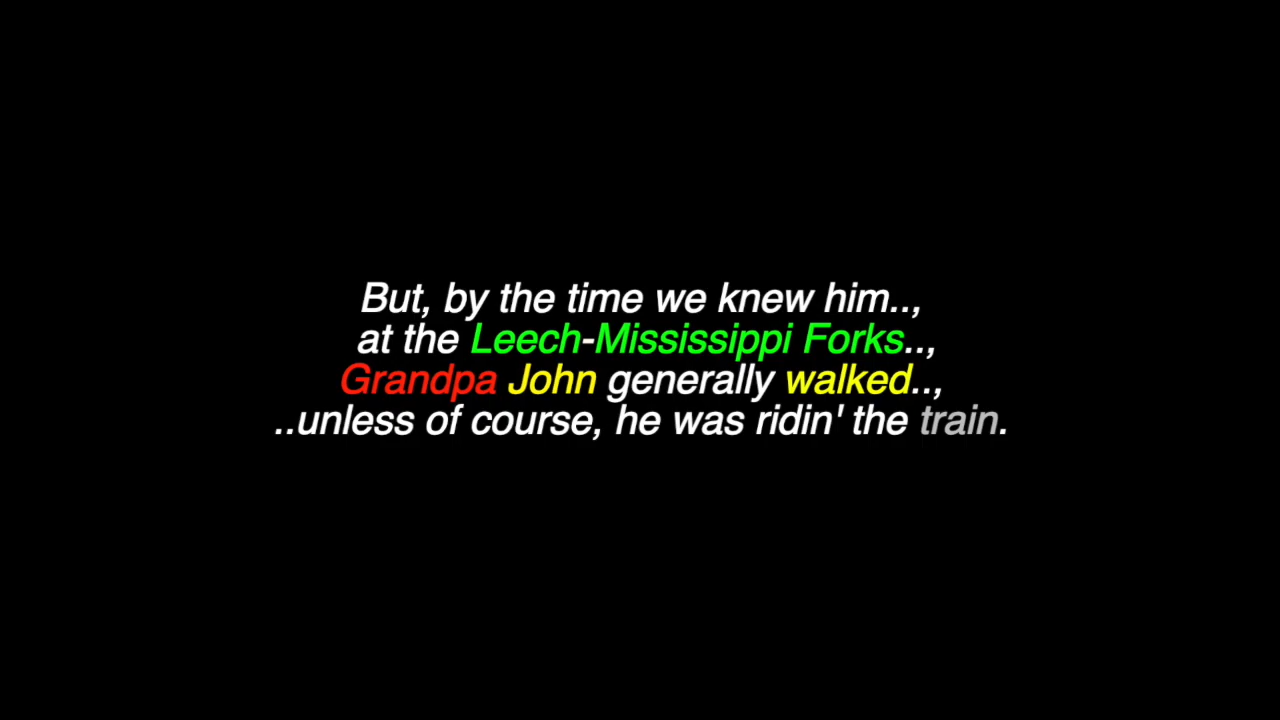 But, by the time we knew him..,
at the Leech-Mississippi Forks..,
Grandpa John generally walked..,
..unless of course, he was ridin' the train.